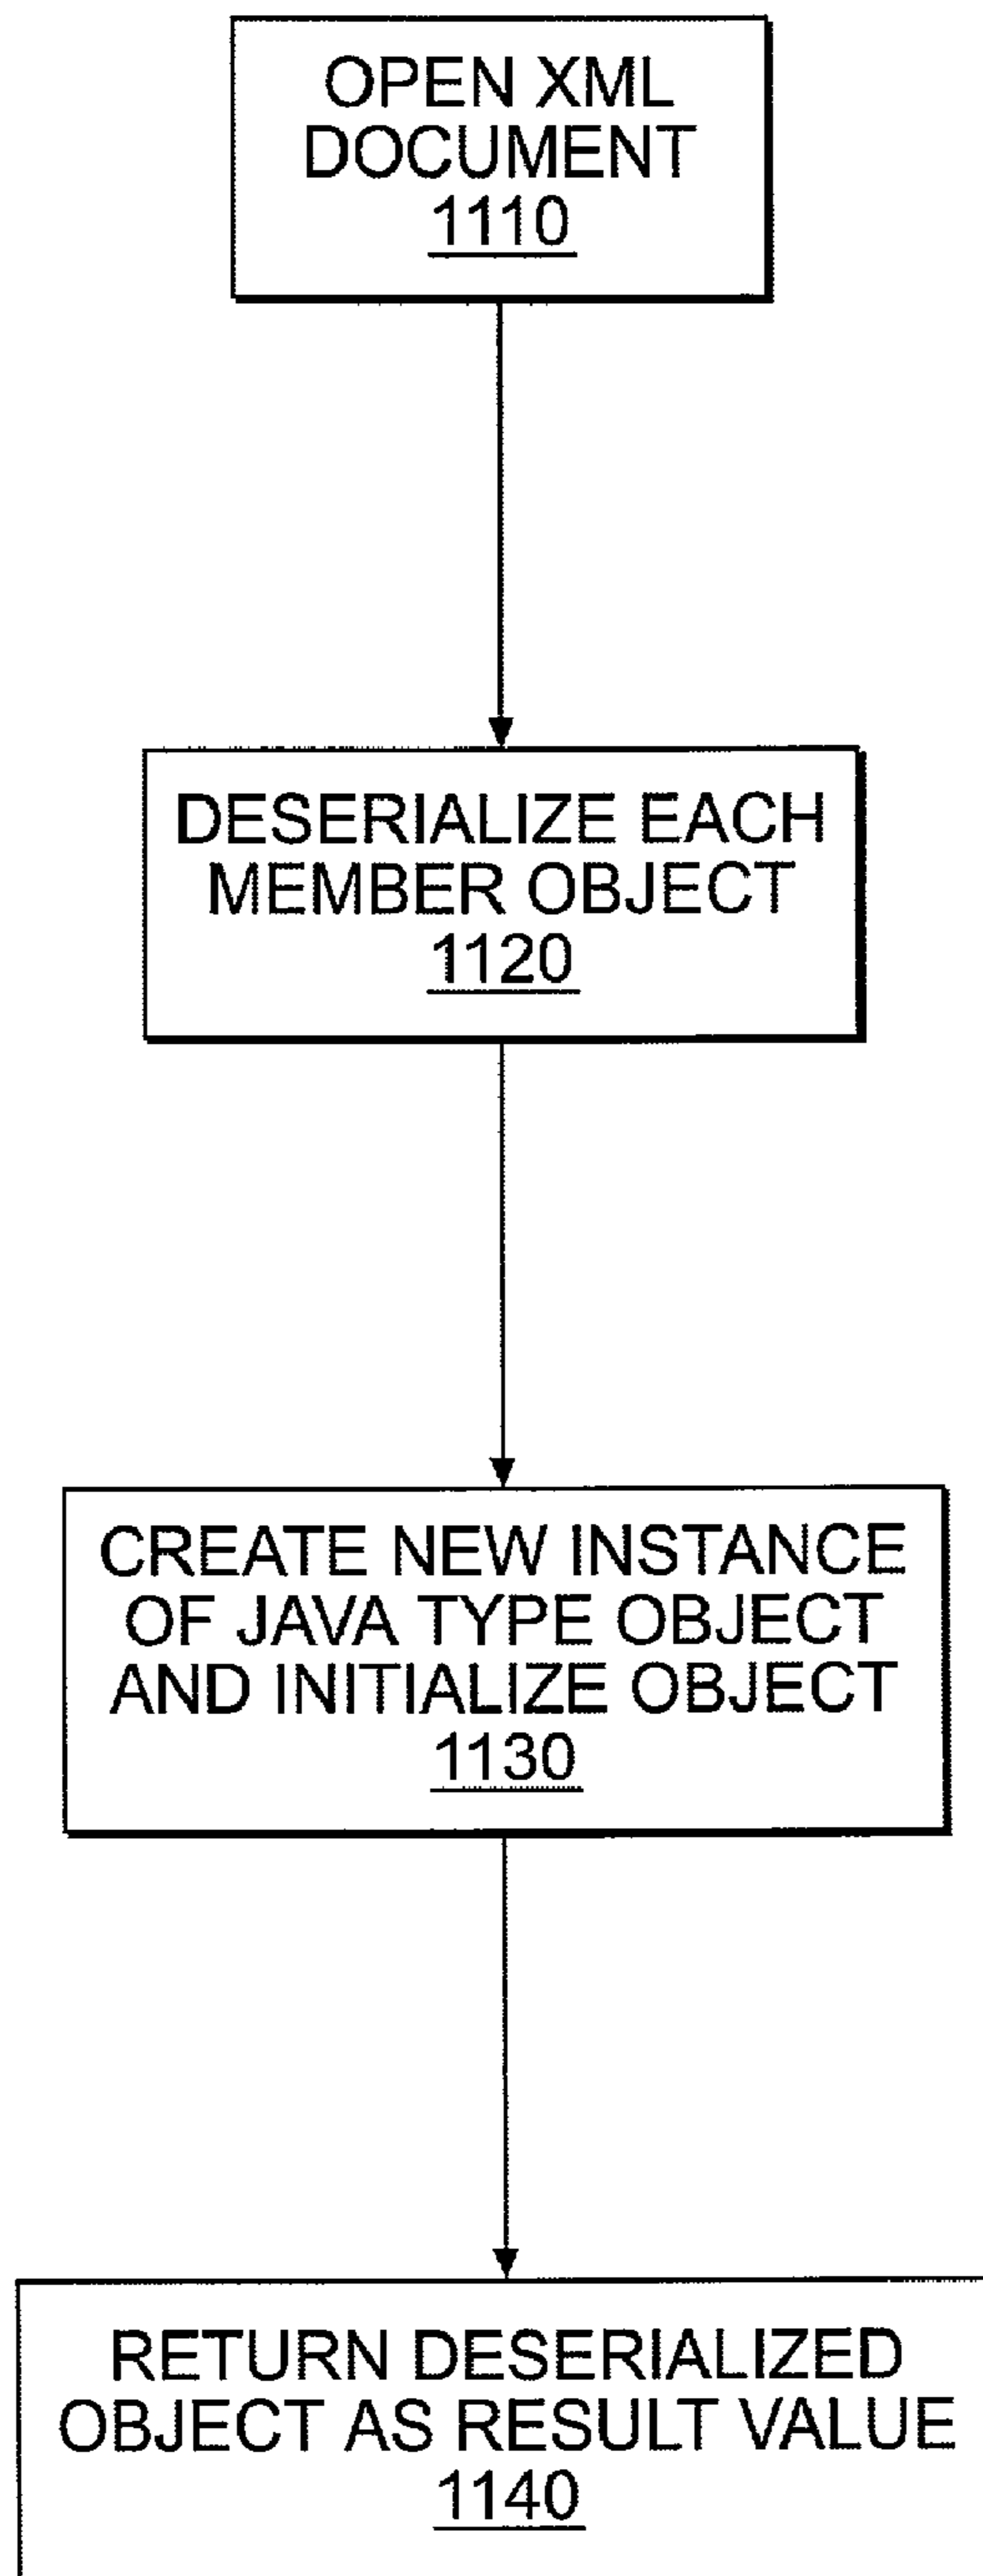 OPEN XML
DOCUMENT
1110
DESERIALIZE EACH
MEMBER OBJECT
1120
CREATE NEW INSTANCE
OF JAVA TYPE OBJECT
AND INITIALIZE OBJECT
1130
RETURN DESERIALIZED
OBJECT AS RESULT VALUE
1140